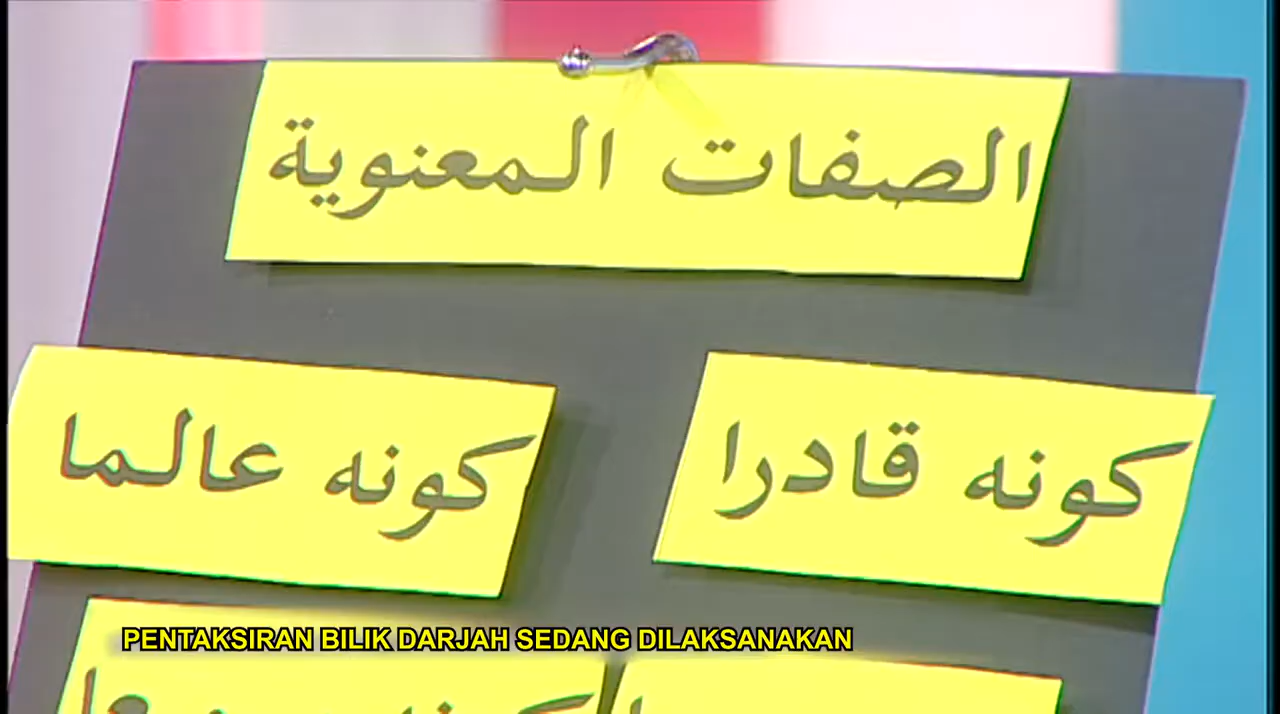 الصفات المعنوية
كونه قادرا
كونه عالما
PENTAKSIRAN BILIK DARJAH SEDANG DILAKSANAKAN